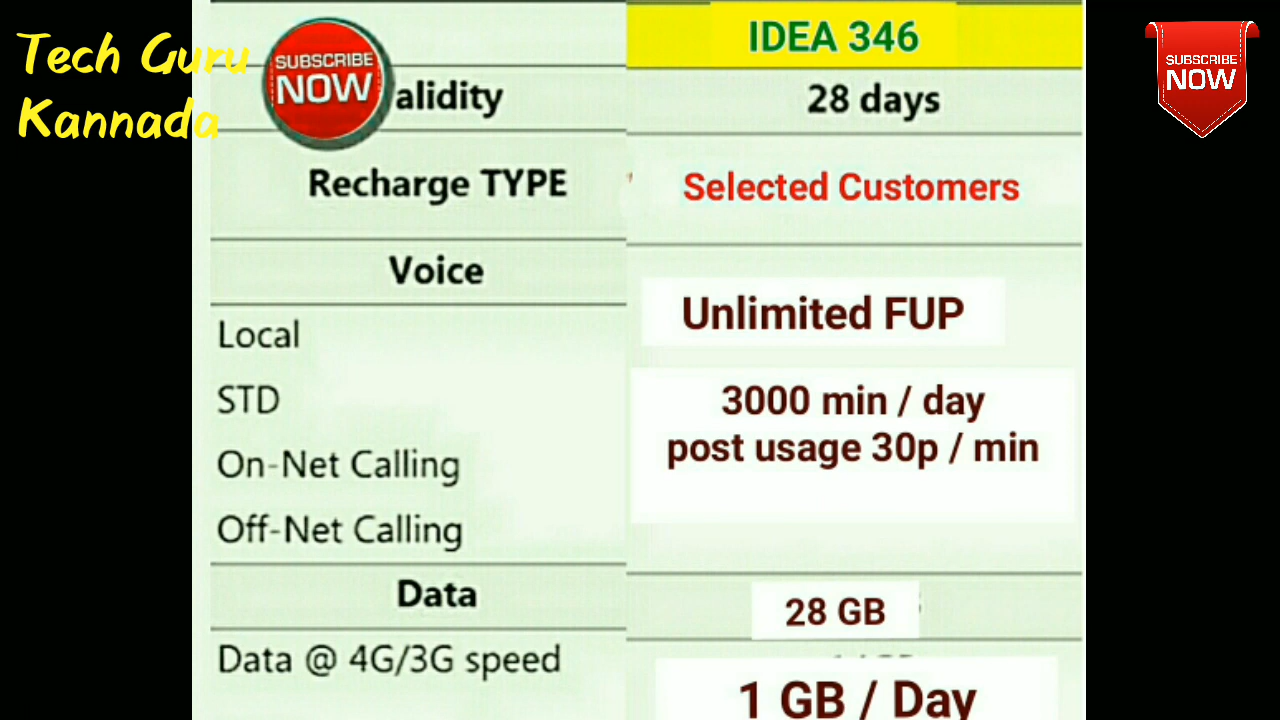 Tech Guru
Kannada
SUBSCRIBE
NOW
IDEA 346
SUBSCRIBE
NOW
alidity
28 days
Recharge TYPE
Selected Customers
Voice
Local
Unlimited FUP
STD
3000 min / day
On-Net Calling
post usage 30p / min
Off-Net Calling
Data
28 GB
Data @ 4G/3G speed
1 GB / Day